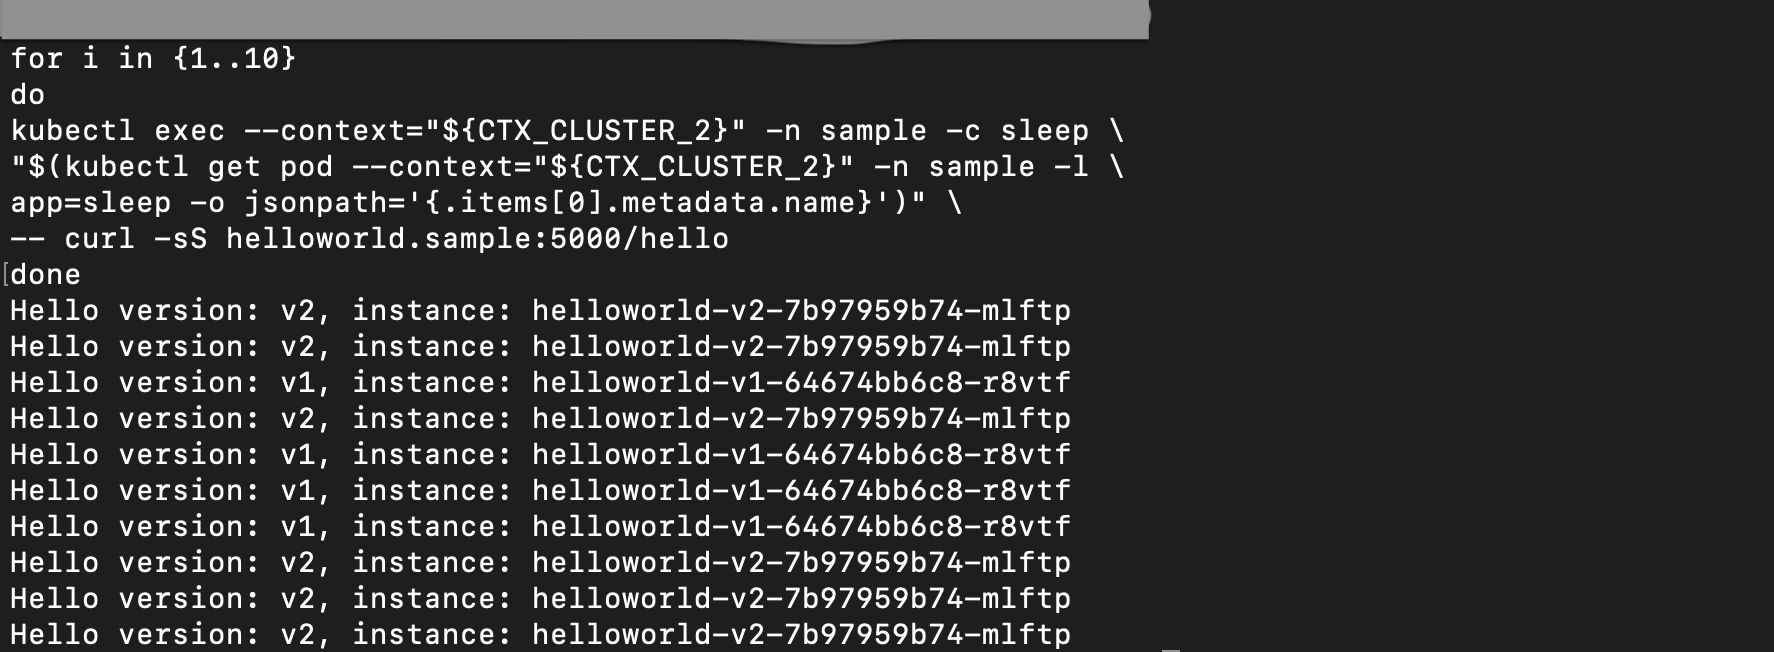 for i in {1..10}
do
kubectl exec --context="${CTX_CLUSTER_2}" -n sample -c sleep \
"$(kubectl get pod --context="${CTX_CLUSTER_2}" -n sample -l \
app=sleep -o jsonpath='{.items[0].metadata.name}')" \
-- curl -sS helloworld.sample:5000/hello
[done
Hello version: v2, instance: helloworld-v2-7b97959b74-mlftp
Hello version: v2, instance: helloworld-v2-7b97959b74-mlftp
Hello version: v1, instance: helloworld-v1-64674bb6c8-r8vtf
Hello version: v2, instance: helloworld-v2-7b97959b74-mlftp
Hello version: v1, instance: helloworld-v1-64674bb6c8-r8vtf
Hello version: v1, instance: helloworld-v1-64674bb6c8-r8vtf
Hello version: v1, instance: helloworld-v1-64674bb6c8-r8vtf
Hello version: v2, instance: helloworld-v2-7b97959b74-mlftp
Hello version: v2, instance: helloworld-v2-7b97959b74-mlftp
Hello version: v2, instance: helloworld-v2-7b97959b74-mlftp